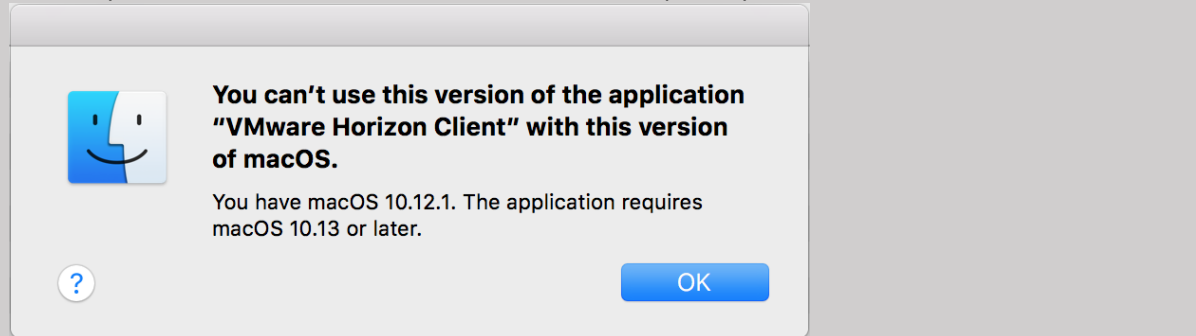 You can’t use this version of the application
“VMware Horizon Client” with this version
of macOS.
You have macOS 10.12.1. The application requires
macOS 10.13 or later.
?
OK